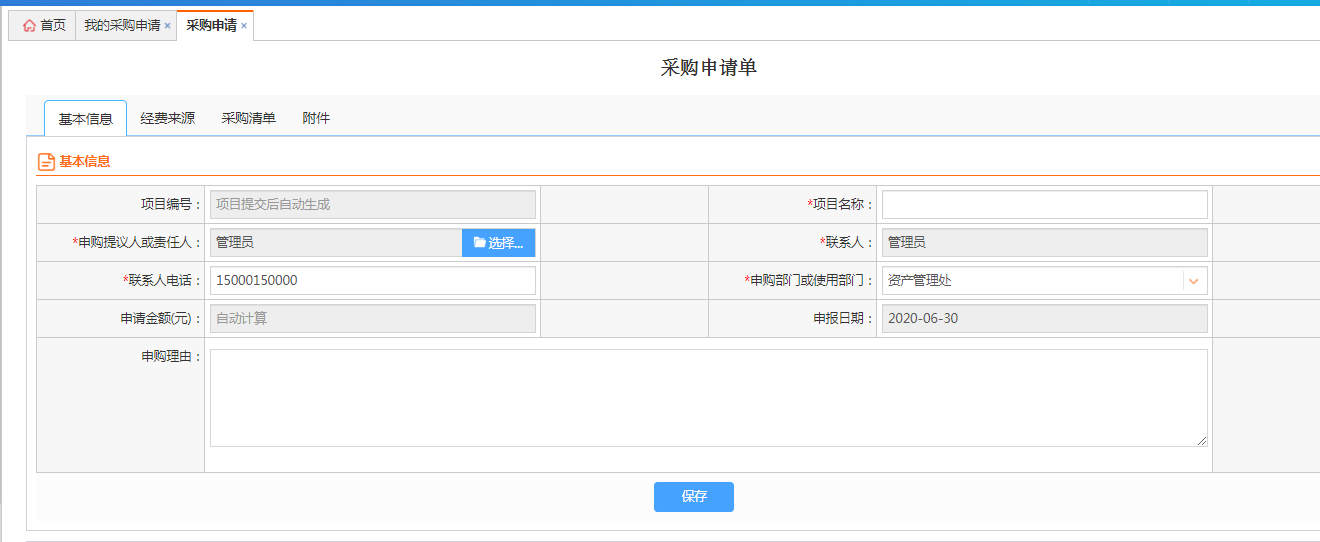 首页 我的采购申请 × 采购申请 ×
采购申请单
基本信息 经费来源 采购清单 附件
基本信息
项目编号： 项目提交后自动生成 *项目名称：
*申购提议人或责任人： 管理员 选择... *联系人： 管理员
*联系人电话： 15000150000 *申购部门或使用部门： 资产管理处
申请金额(元)： 自动计算 申报日期： 2020-06-30
申购理由：
保存